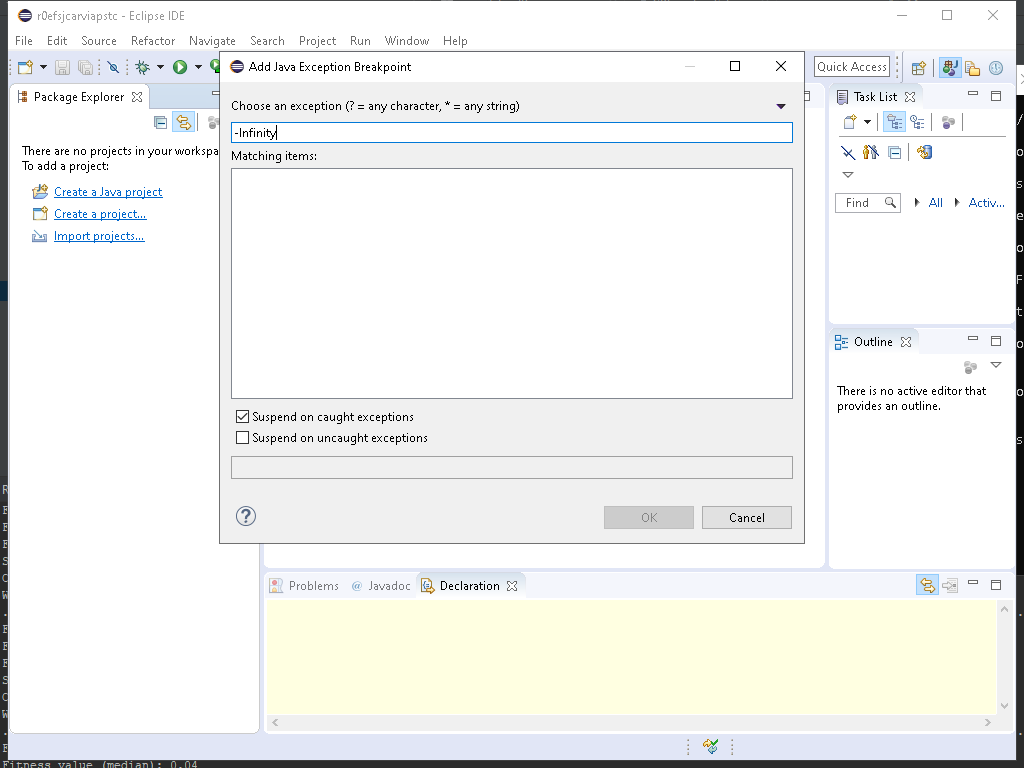 r0efsjcarviapstc - Eclipse IDE
File Edit Source Refactor Navigate Search Project Run Window Help
Quick Access
Package Explorer
There are no projects in your workspa
To add a project:
Create a Java project
Create a project...
Import projects...
Add Java Exception Breakpoint
Choose an exception (? = any character, * = any string)
-Infinity
Matching items:
Suspend on caught exceptions
Suspend on uncaught exceptions
OK Cancel
Task List
Find All Activ...
Outline
There is no active editor that
provides an outline.
Problems @ Javadoc Declaration
Fitness value (median): 0.04